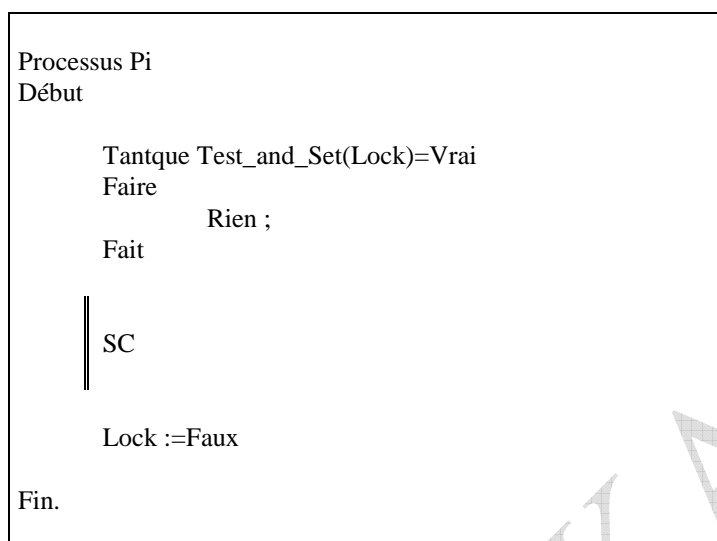 Processus Pi
Début
Tantque Test_and_Set(Lock)=Vrai
Faire
Rien ;
Fait
SC
Lock :=Faux
Fin.